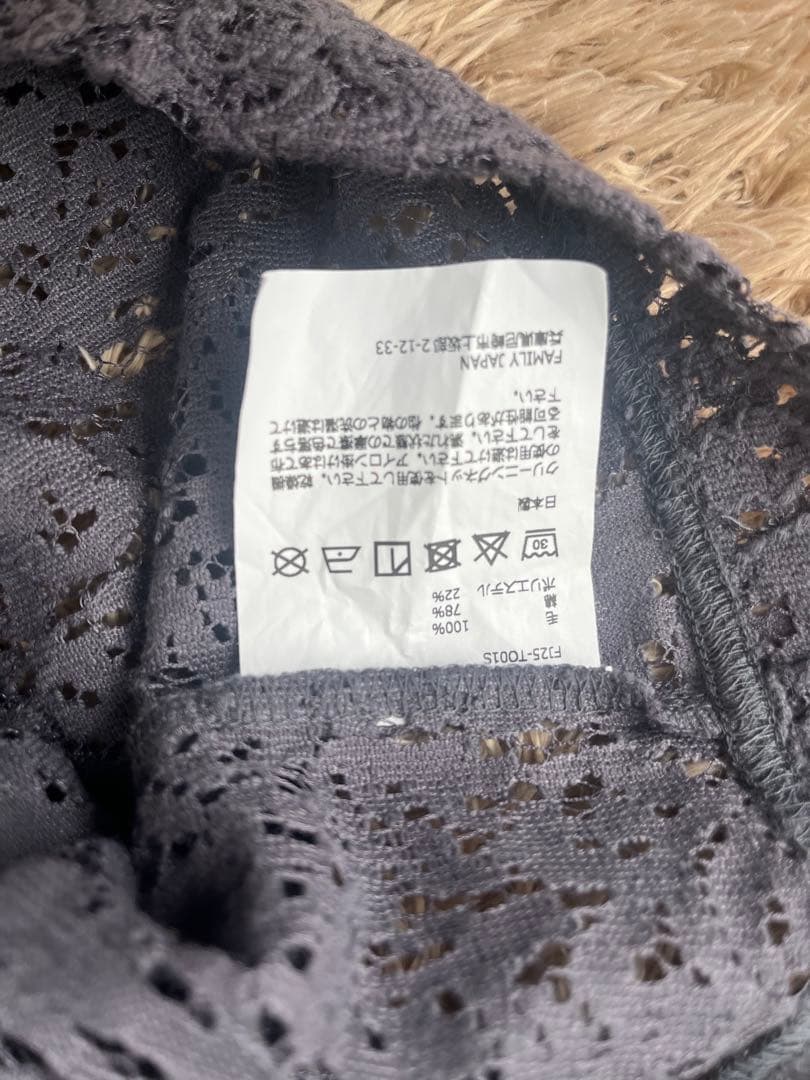 FJ25-TO01S
毛 100%
綿 78%
ポリエステル 22%
30
日本製
クリーニングネットを使用して下さい。乾燥機
の使用は避けて下さい。アイロン掛けはあて布
をして下さい。濡れた状態での摩擦で色落ちす
る可能性があります。他の物との洗濯は避けて
下さい。
FAMILY JAPAN
兵庫県尼崎市上坂部 2-12-33